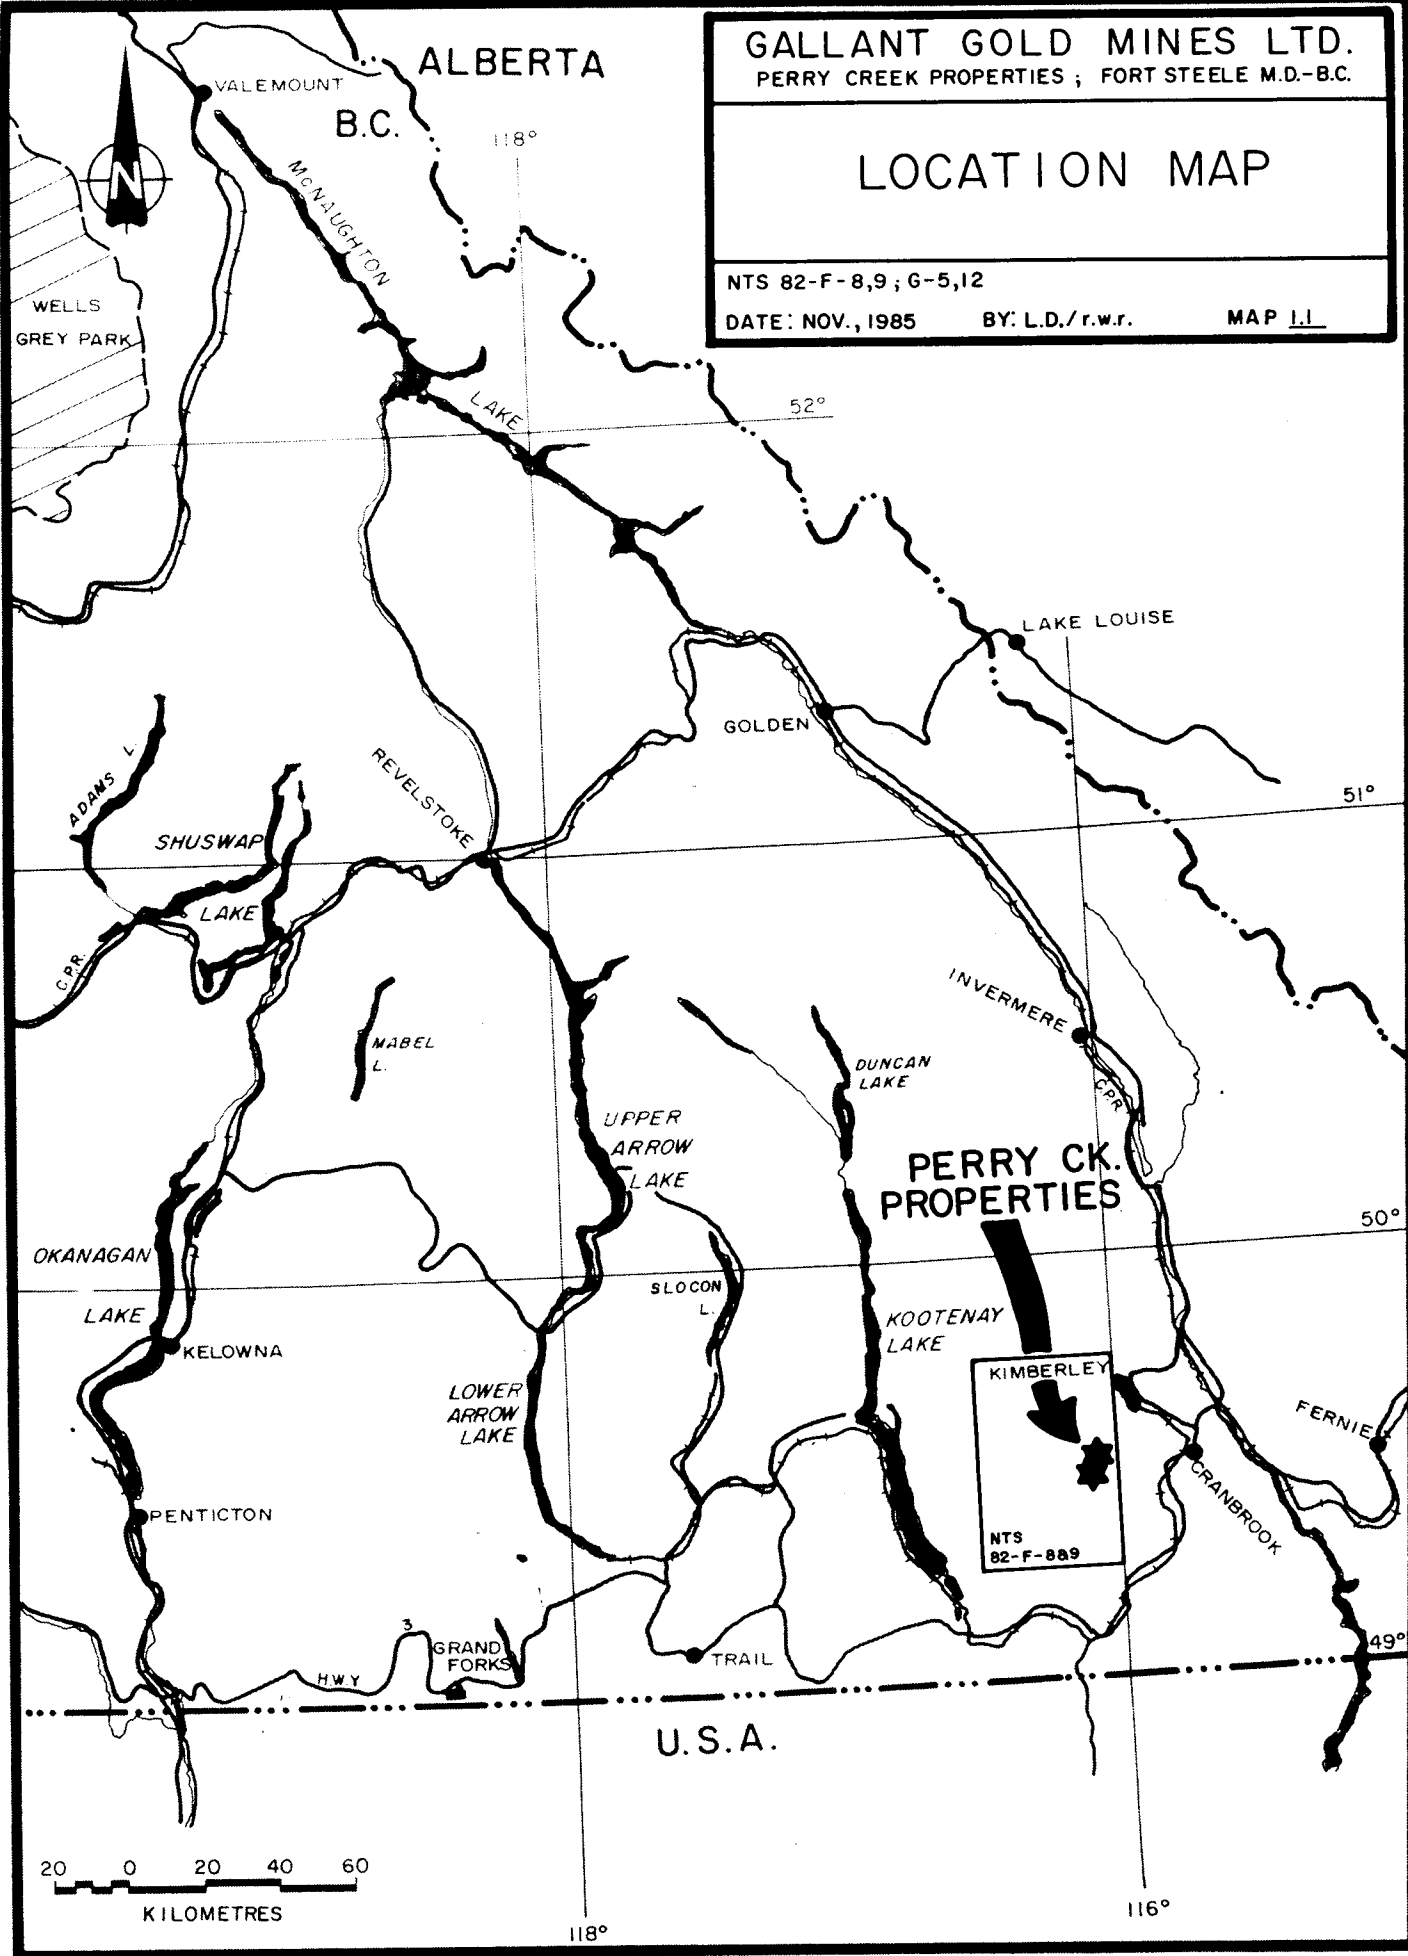 GALLANT GOLD MINES LTD.
PERRY CREEK PROPERTIES ; FORT STEELE M.D.-B.C.
LOCATION MAP
NTS 82-F-8,9 ; G-5,12
DATE: NOV., 1985 BY: L.D./r.w.r. MAP 1.1
ALBERTA
VALEMOUNT
B.C.
118°
N
McNAUGHTON
LAKE
WELLS
GREY PARK
52°
LAKE LOUISE
GOLDEN
REVELSTOKE
ADAMS L.
SHUSWAP
LAKE
51°
C.P.R.
INVERMERE
MABEL
L.
DUNCAN
LAKE
C.P.R.
UPPER
ARROW
LAKE
PERRY CK.
PROPERTIES
50°
OKANAGAN
LAKE
SLOCON
L.
KOOTENAY
LAKE
KELOWNA
KIMBERLEY
LOWER
ARROW
LAKE
FERNIE
CRANBROOK
PENTICTON
NTS
82-F-8&9
3
GRAND
FORKS
HWY
TRAIL
49°
U.S.A.
20 0 20 40 60
KILOMETRES
118°
116°